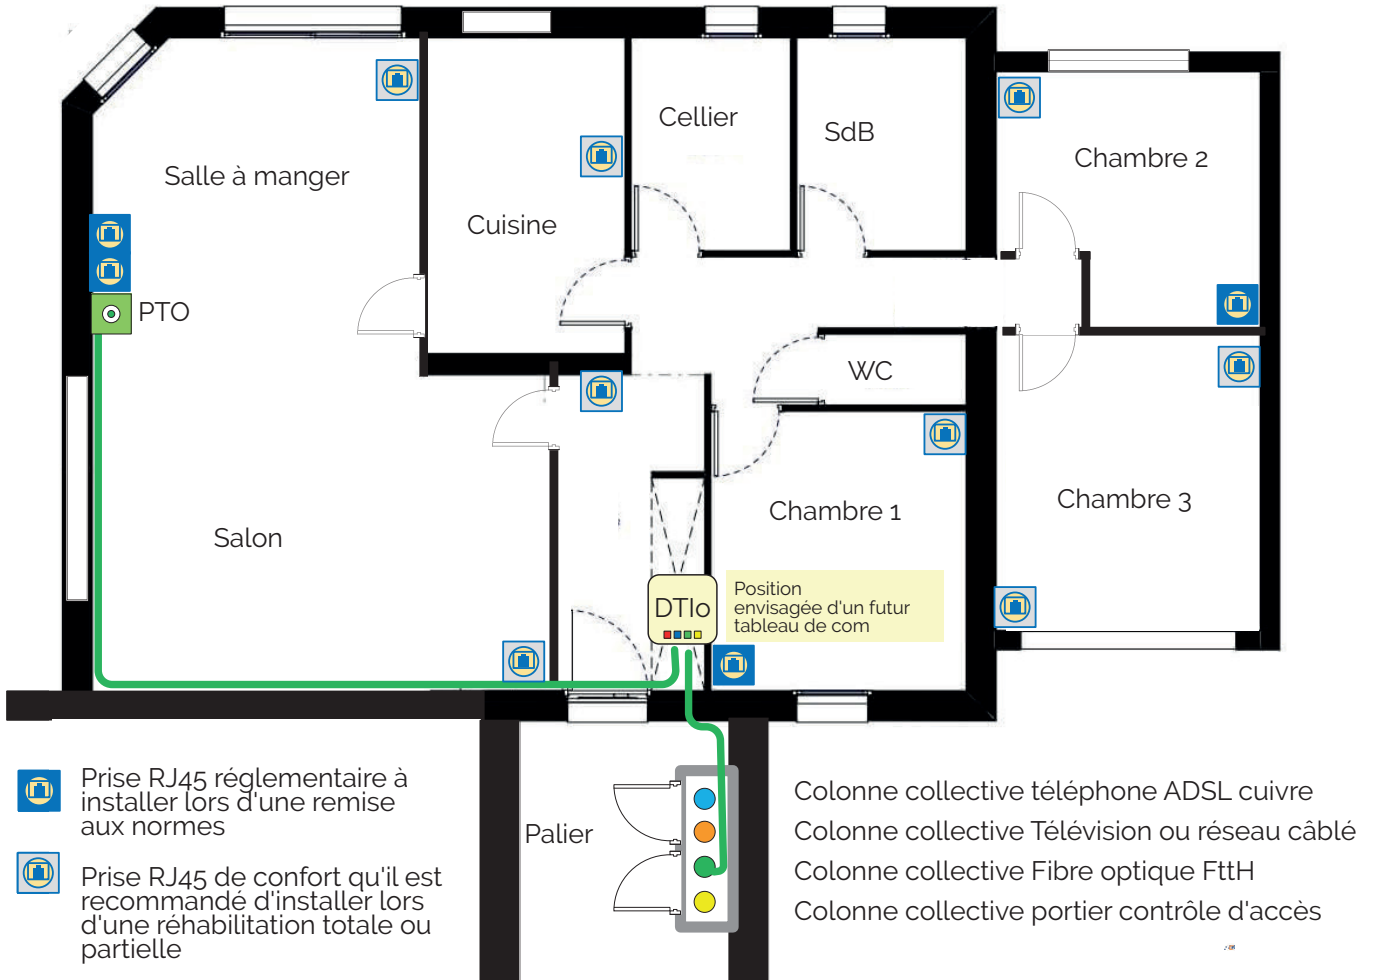 Salle à manger
Cuisine
Cellier
SdB
Chambre 2
PTO
WC
Salon
Chambre 1
Chambre 3
DTIo
Position
envisagée d'un futur
tableau de com
Prise RJ45 réglementaire à
installer lors d'une remise
aux normes
Prise RJ45 de confort qu'il est
recommandé d'installer lors
d'une réhabilitation totale ou
partielle
Palier
Colonne collective téléphone ADSL cuivre
Colonne collective Télévision ou réseau câblé
Colonne collective Fibre optique FttH
Colonne collective portier contrôle d'accès